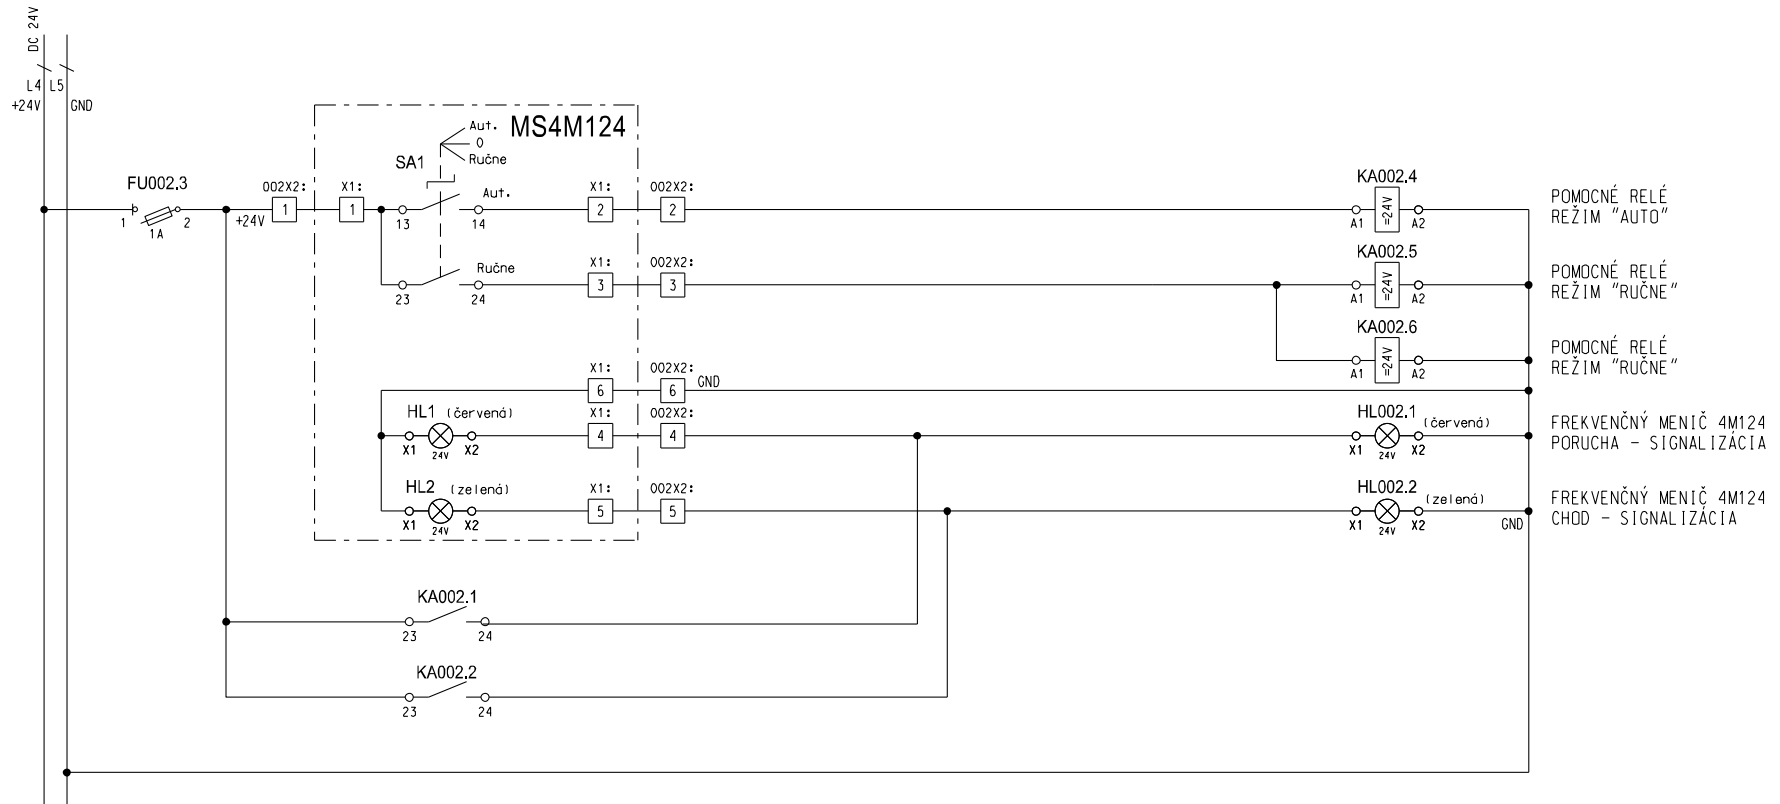 DC 24V
L4 L5
+24V GND
MS4M124
Aut.
0
Ručne
SA1
FU002.3
1 2
1A
+24V
002X2:
1
X1:
1
Aut.
13 14
X1:
2
002X2:
2
KA002.4
=24V
A1 A2
POMOCNÉ RELÉ
REŽIM "AUTO"
Ručne
23 24
X1:
3
002X2:
3
KA002.5
=24V
A1 A2
POMOCNÉ RELÉ
REŽIM "RUČNE"
KA002.6
=24V
A1 A2
POMOCNÉ RELÉ
REŽIM "RUČNE"
X1:
6
002X2:
6
GND
HL1 (červená)
X1 24V X2
X1:
4
002X2:
4
HL002.1 (červená)
X1 24V X2
FREKVENČNÝ MENIČ 4M124
PORUCHA - SIGNALIZÁCIA
HL2 (zelená)
X1 24V X2
X1:
5
002X2:
5
HL002.2 (zelená)
X1 24V X2
GND
FREKVENČNÝ MENIČ 4M124
CHOD - SIGNALIZÁCIA
KA002.1
23 24
KA002.2
23 24